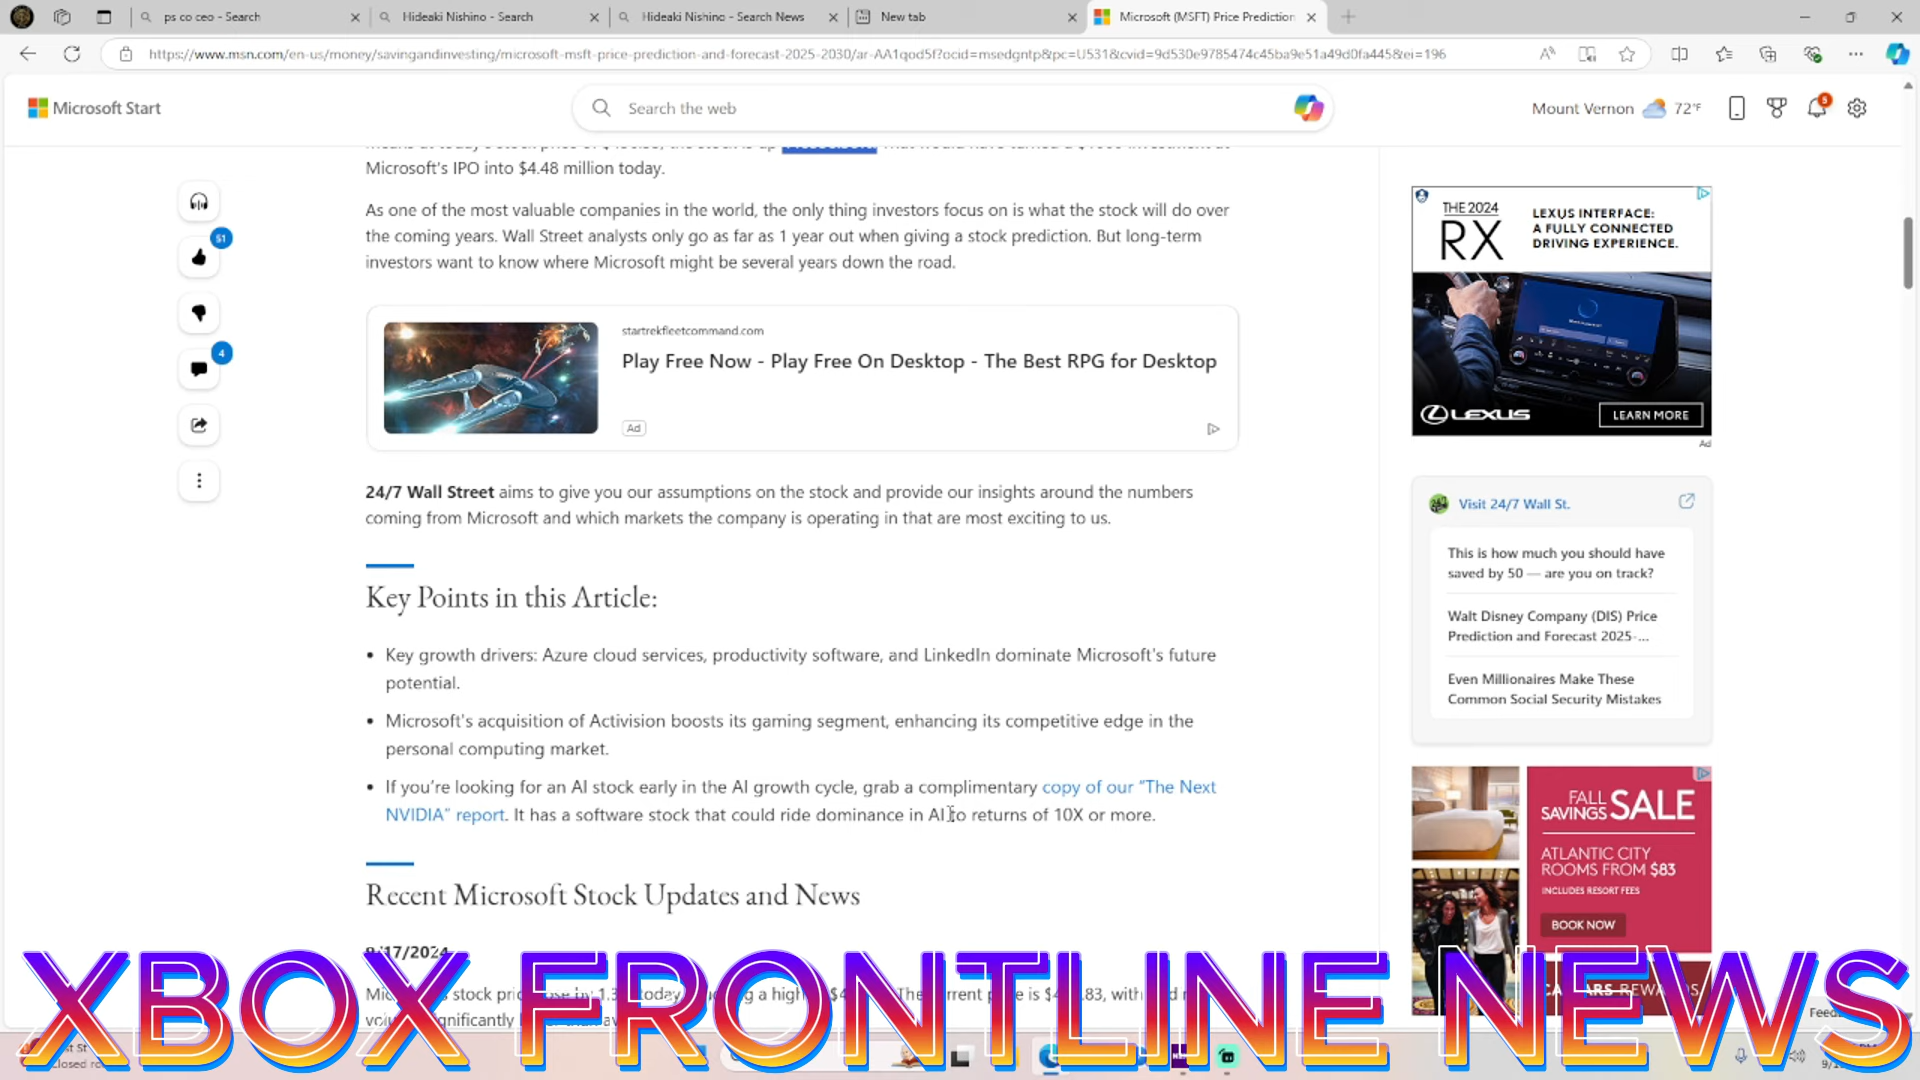 ps co ceo - Search
Hideaki Nishino - Search
Hideaki Nishino - Search News
New tab
Microsoft (MSFT) Price Prediction
https://www.msn.com/en-us/money/savingandinvesting/microsoft-msft-price-prediction-and-forecast-2025-2030/ar-AA1qod5f?ocid=msedgntp&pc=U531&cvid=9d530e9785474c45ba9e51a49d0fa445&ei=196
Microsoft Start
Search the web
Mount Vernon
72°F
5
Microsoft's IPO into $4.48 million today.
As one of the most valuable companies in the world, the only thing investors focus on is what the stock will do over
the coming years. Wall Street analysts only go as far as 1 year out when giving a stock prediction. But long-term
investors want to know where Microsoft might be several years down the road.
51
4
startrekfleetcommand.com
Play Free Now - Play Free On Desktop - The Best RPG for Desktop
Ad
24/7 Wall Street aims to give you our assumptions on the stock and provide our insights around the numbers
coming from Microsoft and which markets the company is operating in that are most exciting to us.
Key Points in this Article:
Key growth drivers: Azure cloud services, productivity software, and LinkedIn dominate Microsoft's future
potential.
Microsoft's acquisition of Activision boosts its gaming segment, enhancing its competitive edge in the
personal computing market.
If you're looking for an AI stock early in the AI growth cycle, grab a complimentary copy of our "The Next
NVIDIA" report. It has a software stock that could ride dominance in AI to returns of 10X or more.
Recent Microsoft Stock Updates and News
9/17/2024
THE 2024
RX
LEXUS INTERFACE:
A FULLY CONNECTED
DRIVING EXPERIENCE.
LEXUS
LEARN MORE
Ad
Visit 24/7 Wall St.
This is how much you should have
saved by 50 — are you on track?
Walt Disney Company (DIS) Price
Prediction and Forecast 2025-...
Even Millionaires Make These
Common Social Security Mistakes
FALL
SAVINGS SALE
ATLANTIC CITY
ROOMS FROM $83
INCLUDES RESORT FEES
BOOK NOW
XBOX FRONTLINE NEWS